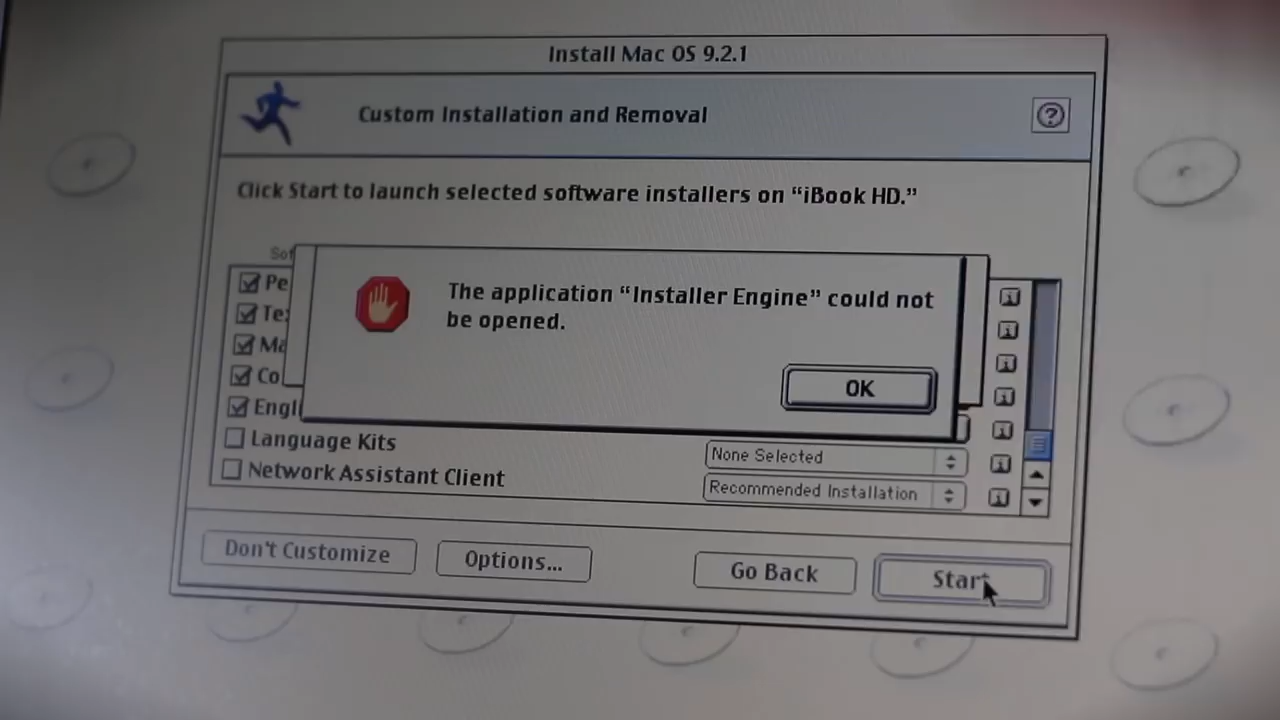 Install Mac OS 9.2.1
Custom Installation and Removal
Click Start to launch selected software installers on “iBook HD.”
The application “Installer Engine” could not
be opened.
OK
Language Kits
None Selected
Network Assistant Client
Recommended Installation
Don't Customize
Options...
Go Back
Start